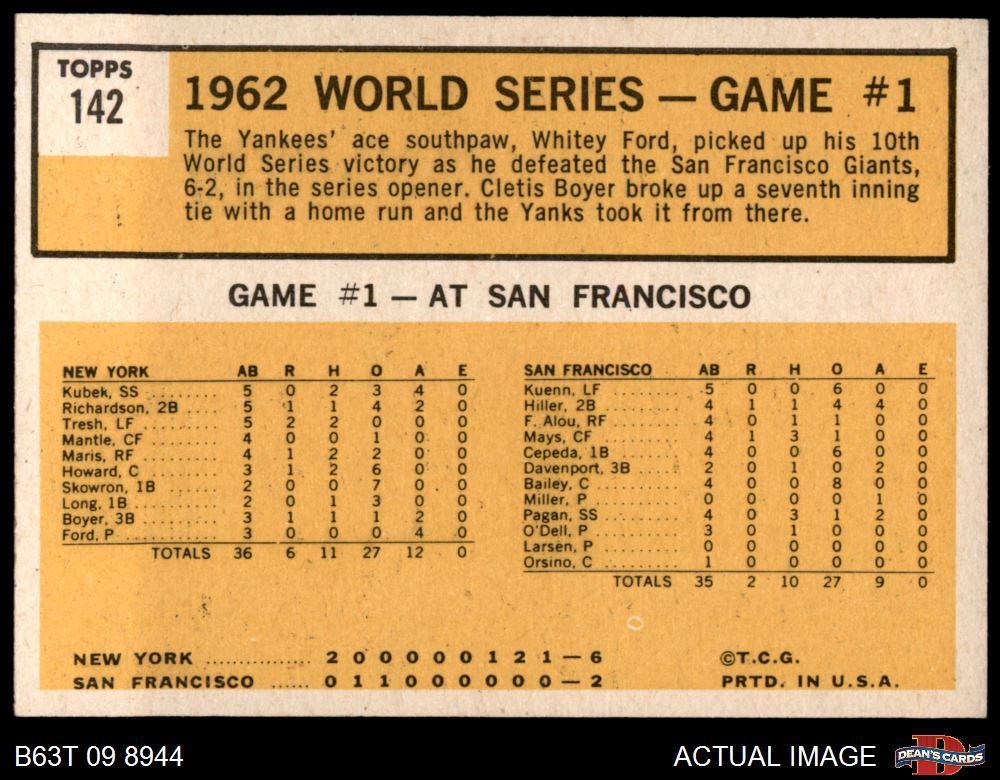 TOPPS
142
1962 WORLD SERIES — GAME #1
The Yankees' ace southpaw, Whitey Ford, picked up his 10th
World Series victory as he defeated the San Francisco Giants,
6-2, in the series opener. Cletis Boyer broke up a seventh inning
tie with a home run and the Yanks took it from there.
GAME #1 — AT SAN FRANCISCO
NEW YORK AB R H O A E
Kubek, SS ........ 5 0 2 3 4 0
Richardson, 2B .... 5 1 1 4 2 0
Tresh, LF ......... 5 2 2 0 0 0
Mantle, CF ........ 4 0 0 1 0 0
Maris, RF ......... 4 1 2 2 0 0
Howard, C ........ 3 1 2 6 0 0
Skowron, 1B ...... 2 0 0 7 0 0
Long, 1B .......... 2 0 1 3 0 0
Boyer, 3B ......... 3 1 1 1 2 0
Ford, P ........... 3 0 0 0 4 0
TOTALS 36 6 11 27 12 0
SAN FRANCISCO AB R H O A E
Kuenn, LF ......... 5 0 0 6 0 0
Hiller, 2B ......... 4 1 1 4 4 0
F. Alou, RF ....... 4 0 1 1 0 0
Mays, CF ......... 4 1 3 1 0 0
Cepeda, 1B ....... 4 0 0 6 0 0
Davenport, 3B ..... 2 0 1 0 2 0
Bailey, C .......... 4 0 0 8 0 0
Miller, P .......... 0 0 0 0 1 0
Pagan, SS ........ 4 0 3 1 2 0
O'Dell, P ......... 3 0 1 0 0 0
Larsen, P ......... 0 0 0 0 0 0
Orsino, C ......... 1 0 0 0 0 0
TOTALS 35 2 10 27 9 0
NEW YORK ............ 2 0 0 0 0 0 1 2 1 — 6
SAN FRANCISCO ...... 0 1 1 0 0 0 0 0 0 — 2
©T.C.G.
PRTD. IN U.S.A.
B63T 09 8944
ACTUAL IMAGE
D
DEAN'S CARDS